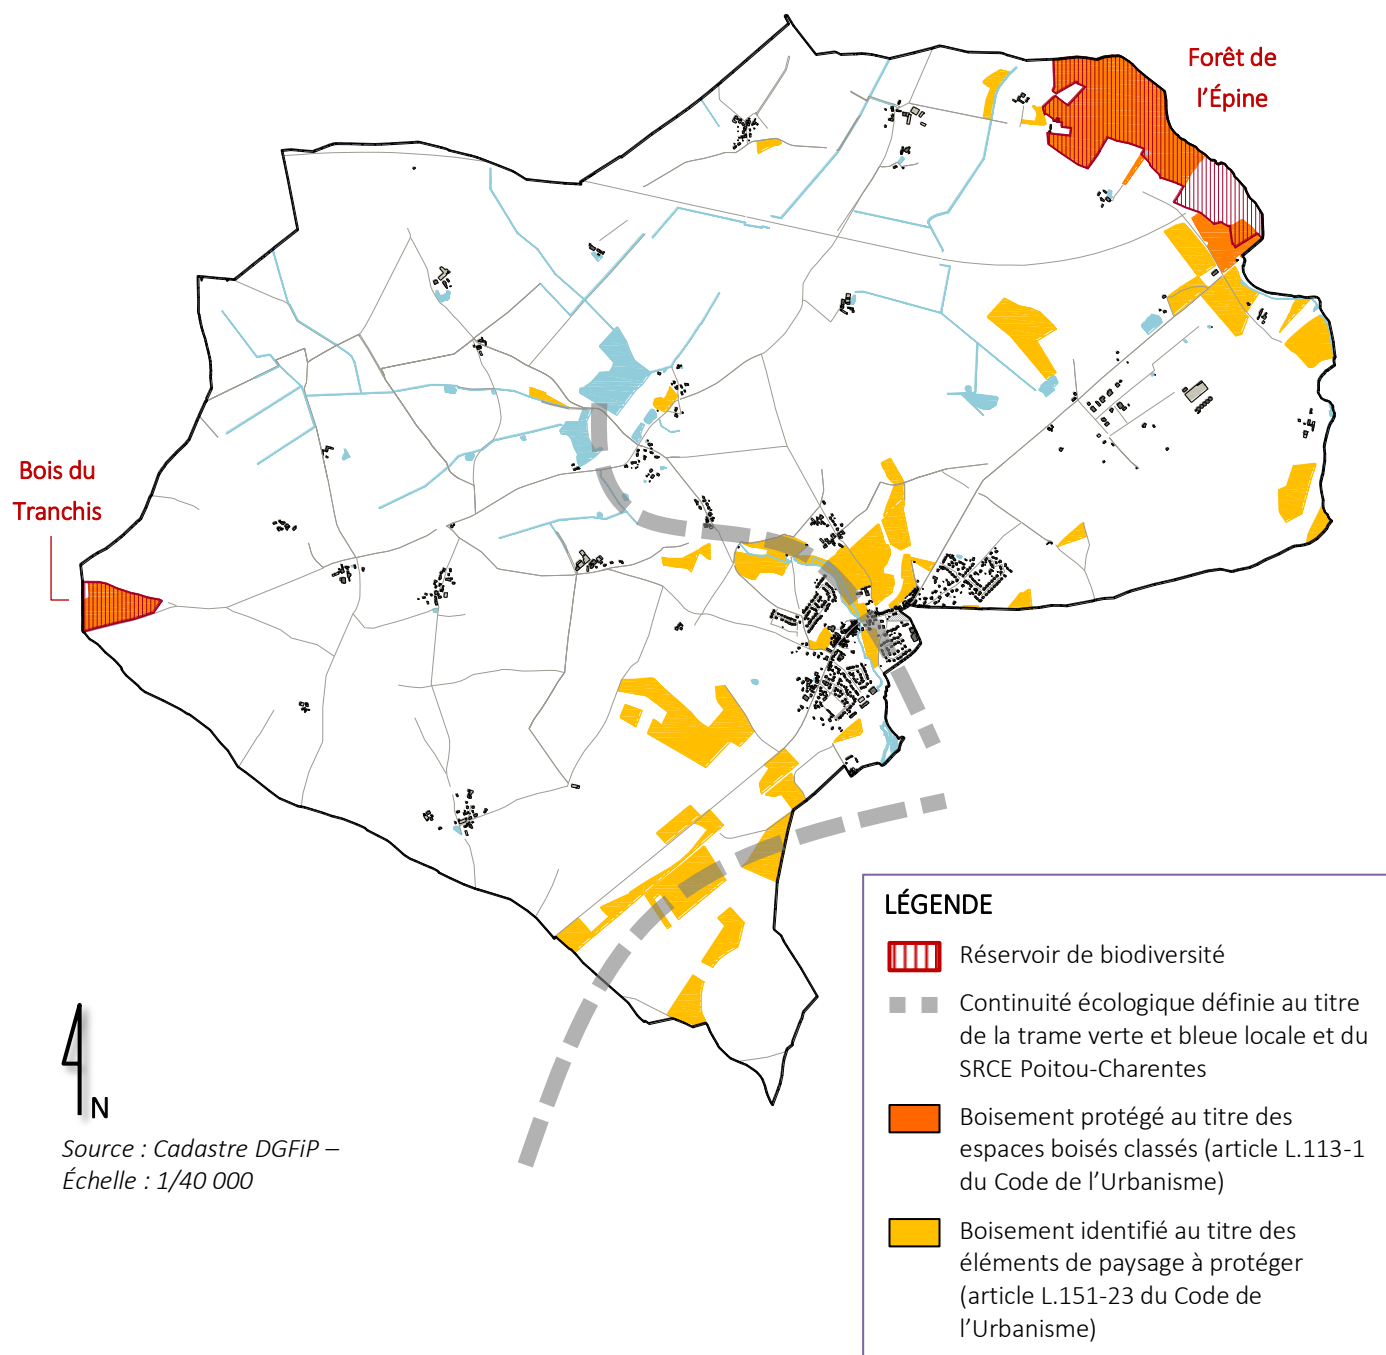 Forêt de
l’Épine
Bois du
Tranchis
LÉGENDE
Réservoir de biodiversité
Continuité écologique définie au titre
de la trame verte et bleue locale et du
SRCE Poitou-Charentes
Boisement protégé au titre des
espaces boisés classés (article L.113-1
du Code de l’Urbanisme)
Boisement identifié au titre des
éléments de paysage à protéger
(article L.151-23 du Code de
l’Urbanisme)
N
Source : Cadastre DGFiP –
Échelle : 1/40 000